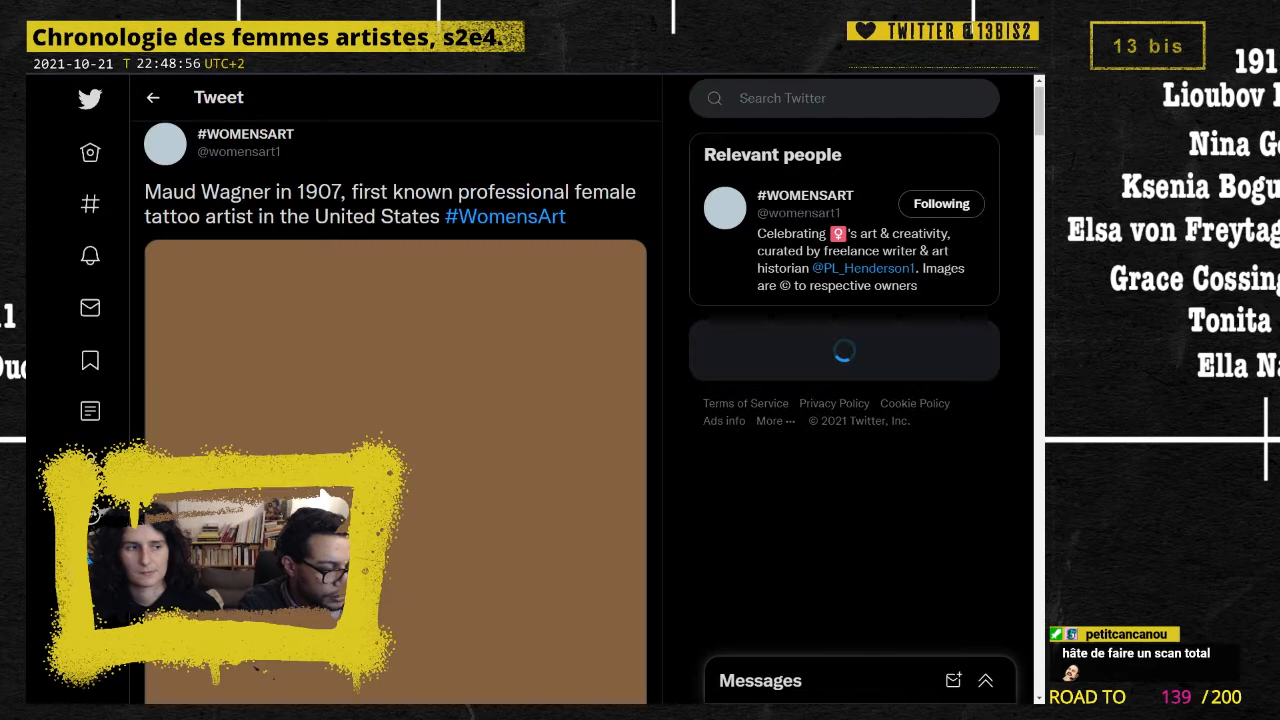 Chronologie des femmes artistes, s2e4.
TWITTER @13BIS2
13 bis
2021-10-21 T 22:48:56 UTC+2
Tweet
Search Twitter
#WOMENSART
@womensart1
Maud Wagner in 1907, first known professional female
tattoo artist in the United States #WomensArt
Relevant people
#WOMENSART
@womensart1
Following
Celebrating ♀️'s art & creativity,
curated by freelance writer & art
historian @PL_Henderson1. Images
are © to respective owners
Terms of Service Privacy Policy Cookie Policy
Ads info More ··· © 2021 Twitter, Inc.
Messages
191
Lioubov
Nina
Ksenia
Elsa von
Grace
Tonita
Ella
petitcancanou
hâte de faire un scan total
ROAD TO 139 / 200